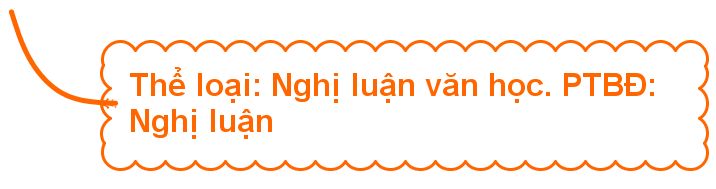 Thể loại: Nghị luận văn học. PTBĐ:
Nghị luận